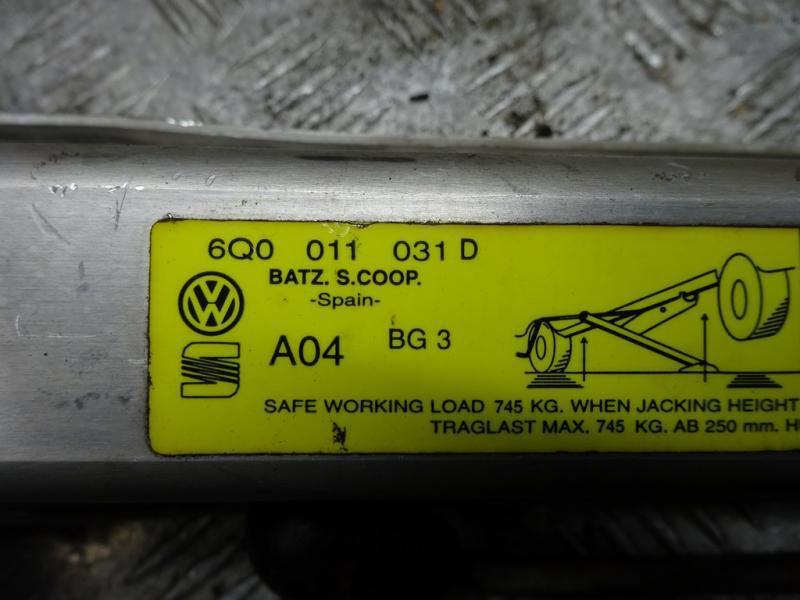 6Q0 011 031 D
BATZ. S.COOP.
-Spain-
A04 BG 3
SAFE WORKING LOAD 745 KG. WHEN JACKING HEIGHT
TRAGLAST MAX. 745 KG. AB 250 mm.